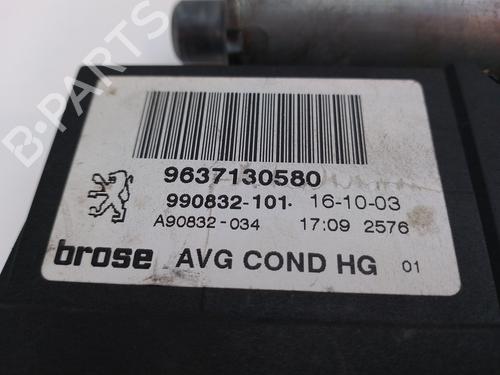 9637130580
990832-101 16-10-03
A90832-034 17:09 2576
brose AVG COND HG 01
B-PARTS